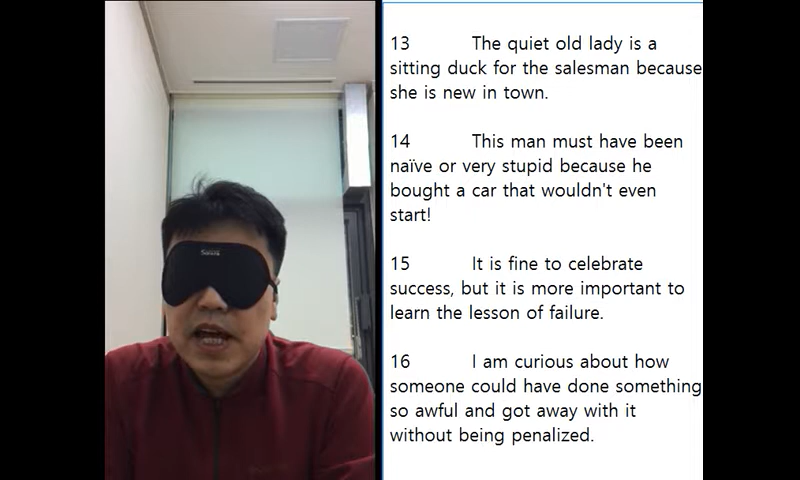 13 The quiet old lady is a
sitting duck for the salesman because
she is new in town.
14 This man must have been
naïve or very stupid because he
bought a car that wouldn't even
start!
15 It is fine to celebrate
success, but it is more important to
learn the lesson of failure.
16 I am curious about how
someone could have done something
so awful and got away with it
without being penalized.